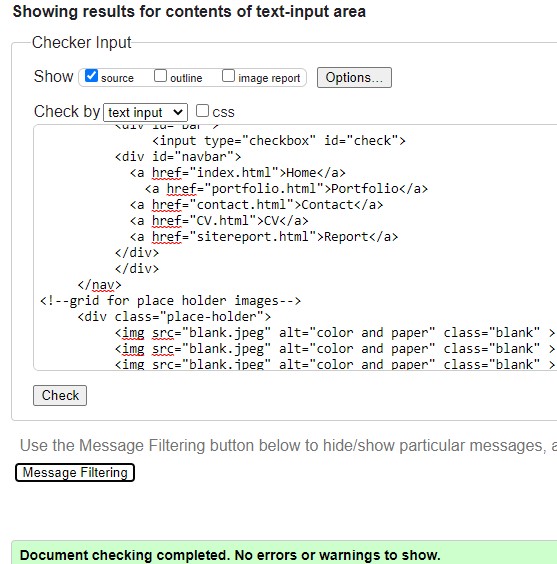 Showing results for contents of text-input area
Checker Input
Show source outline image report Options...
Check by text input CSS
<div id="bar">
<input type="checkbox" id="check">
<div id="navbar">
<a href="index.html">Home</a>
<a href="portfolio.html">Portfolio</a>
<a href="contact.html">Contact</a>
<a href="CV.html">CV</a>
<a href="sitereport.html">Report</a>
</div>
</div>
</nav>
<!--grid for place holder images-->
<div class="place-holder">
<img src="blank.jpeg" alt="color and paper" class="blank" >
<img src="blank.jpeg" alt="color and paper" class="blank" >
<img src="blank.jpeg" alt="color and paper" class="blank" >
Check
Use the Message Filtering button below to hide/show particular messages, a
Message Filtering
Document checking completed. No errors or warnings to show.